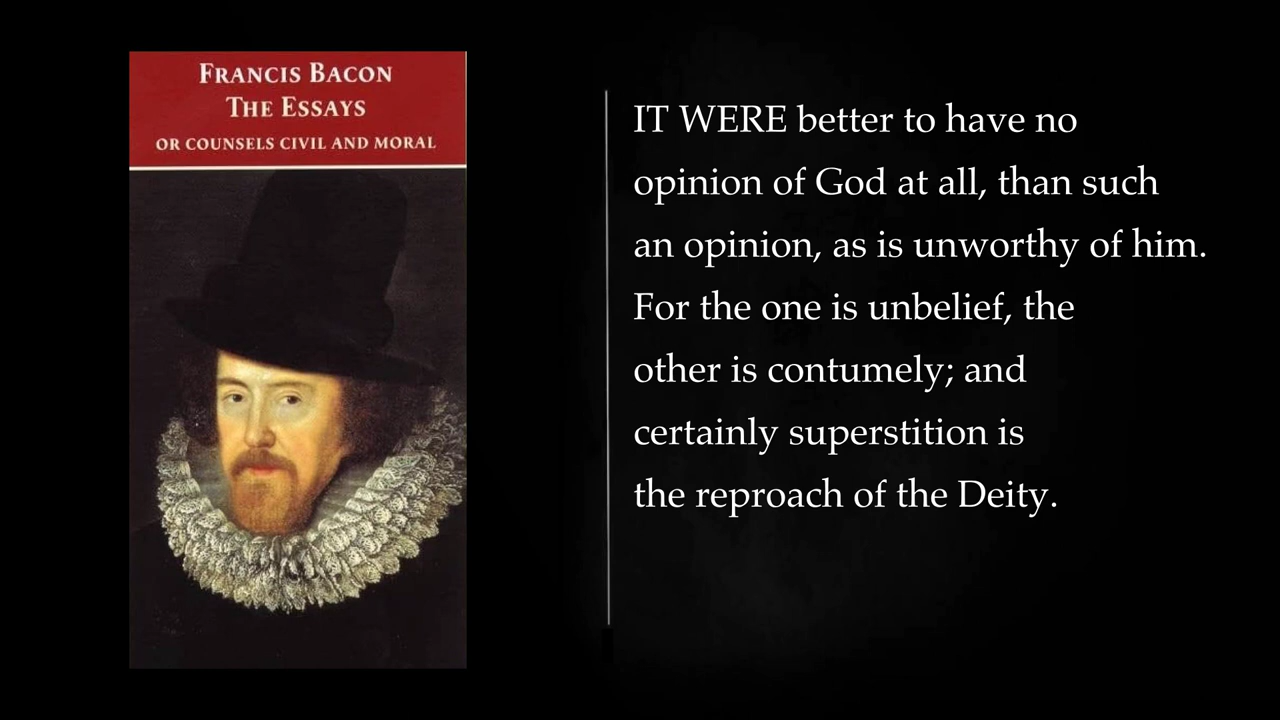 FRANCIS BACON
THE ESSAYS
OR COUNSELS CIVIL AND MORAL
IT WERE better to have no
opinion of God at all, than such
an opinion, as is unworthy of him.
For the one is unbelief, the
other is contumely; and
certainly superstition is
the reproach of the Deity.